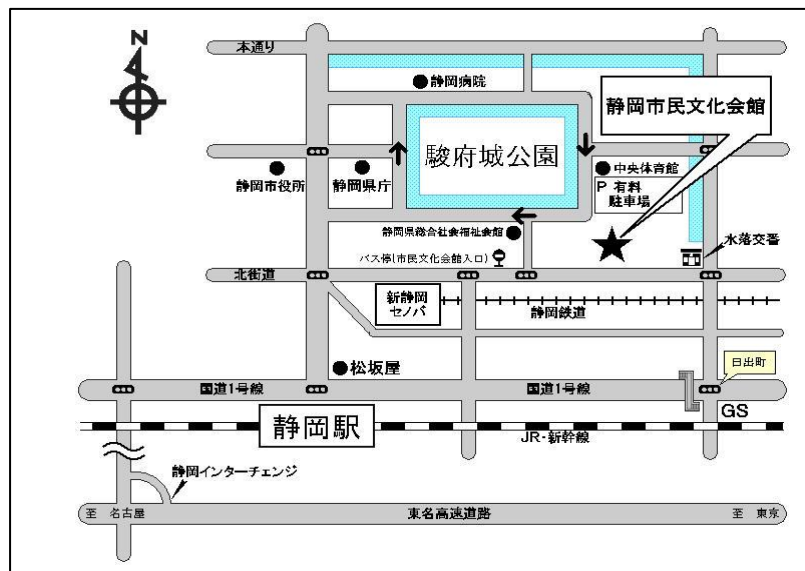 N
本通り
静岡病院
静岡市民文化会館
駿府城公園
静岡市役所
静岡県庁
中央体育館
P 有料
駐車場
静岡県総合社会福祉会館
バス停(市民文化会館入口)
水落交番
北街道
新静岡
セノバ
静岡鉄道
松坂屋
日出町
国道1号線
国道1号線
GS
静岡駅
JR・新幹線
静岡インターチェンジ
至 名古屋
東名高速道路
至 東京